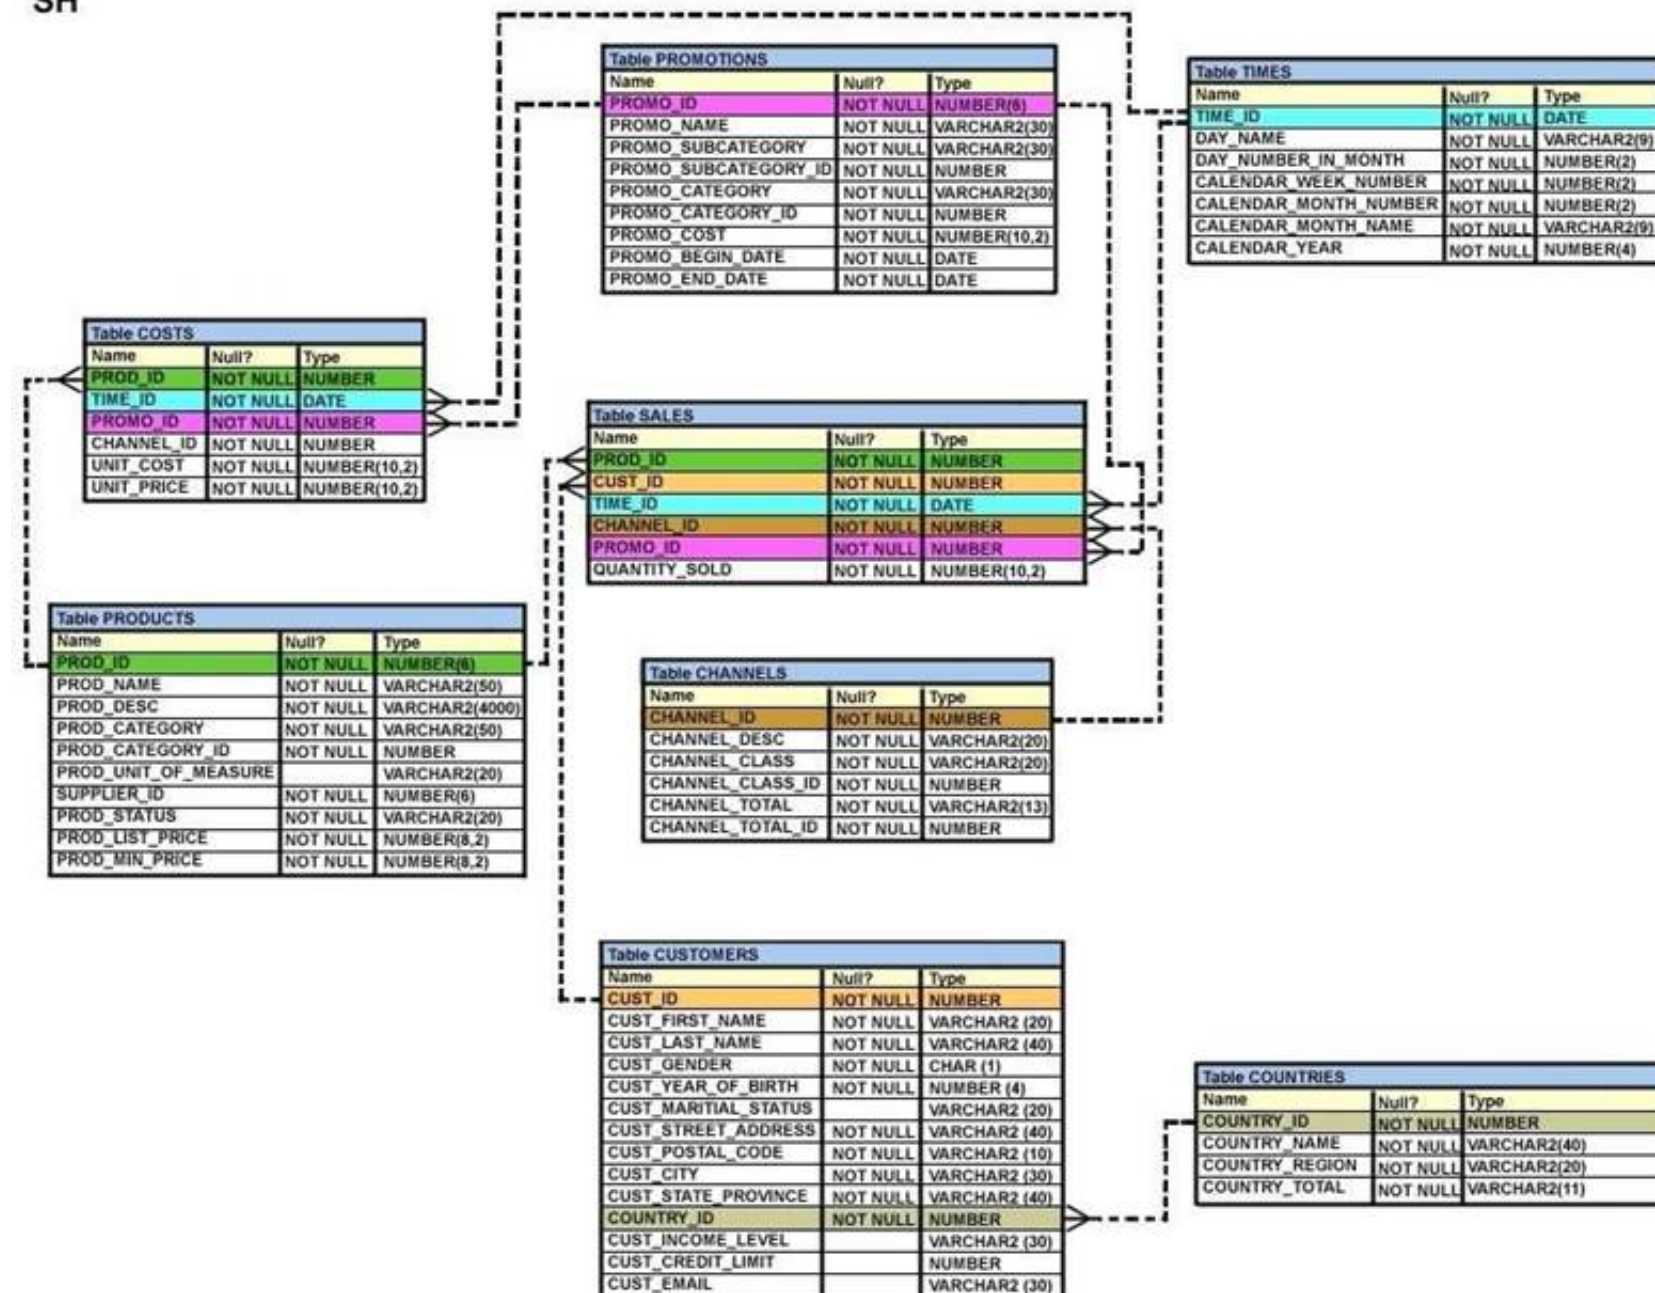 SH
Table PROMOTIONS
Name Null? Type
PROMO_ID NOT NULL NUMBER(6)
PROMO_NAME NOT NULL VARCHAR2(30)
PROMO_SUBCATEGORY NOT NULL VARCHAR2(30)
PROMO_SUBCATEGORY_ID NOT NULL NUMBER
PROMO_CATEGORY NOT NULL VARCHAR2(30)
PROMO_CATEGORY_ID NOT NULL NUMBER
PROMO_COST NOT NULL NUMBER(10,2)
PROMO_BEGIN_DATE NOT NULL DATE
PROMO_END_DATE NOT NULL DATE
Table TIMES
Name Null? Type
TIME_ID NOT NULL DATE
DAY_NAME NOT NULL VARCHAR2(9)
DAY_NUMBER_IN_MONTH NOT NULL NUMBER(2)
CALENDAR_WEEK_NUMBER NOT NULL NUMBER(2)
CALENDAR_MONTH_NUMBER NOT NULL NUMBER(2)
CALENDAR_MONTH_NAME NOT NULL VARCHAR2(9)
CALENDAR_YEAR NOT NULL NUMBER(4)
Table COSTS
Name Null? Type
PROD_ID NOT NULL NUMBER
TIME_ID NOT NULL DATE
PROMO_ID NOT NULL NUMBER
CHANNEL_ID NOT NULL NUMBER
UNIT_COST NOT NULL NUMBER(10,2)
UNIT_PRICE NOT NULL NUMBER(10,2)
Table SALES
Name Null? Type
PROD_ID NOT NULL NUMBER
CUST_ID NOT NULL NUMBER
TIME_ID NOT NULL DATE
CHANNEL_ID NOT NULL NUMBER
PROMO_ID NOT NULL NUMBER
QUANTITY_SOLD NOT NULL NUMBER(10,2)
Table PRODUCTS
Name Null? Type
PROD_ID NOT NULL NUMBER(6)
PROD_NAME NOT NULL VARCHAR2(50)
PROD_DESC NOT NULL VARCHAR2(4000)
PROD_CATEGORY NOT NULL VARCHAR2(50)
PROD_CATEGORY_ID NOT NULL NUMBER
PROD_UNIT_OF_MEASURE VARCHAR2(20)
SUPPLIER_ID NOT NULL NUMBER(6)
PROD_STATUS NOT NULL VARCHAR2(20)
PROD_LIST_PRICE NOT NULL NUMBER(8,2)
PROD_MIN_PRICE NOT NULL NUMBER(8,2)
Table CHANNELS
Name Null? Type
CHANNEL_ID NOT NULL NUMBER
CHANNEL_DESC NOT NULL VARCHAR2(20)
CHANNEL_CLASS NOT NULL VARCHAR2(20)
CHANNEL_CLASS_ID NOT NULL NUMBER
CHANNEL_TOTAL NOT NULL VARCHAR2(13)
CHANNEL_TOTAL_ID NOT NULL NUMBER
Table CUSTOMERS
Name Null? Type
CUST_ID NOT NULL NUMBER
CUST_FIRST_NAME NOT NULL VARCHAR2 (20)
CUST_LAST_NAME NOT NULL VARCHAR2 (40)
CUST_GENDER NOT NULL CHAR (1)
CUST_YEAR_OF_BIRTH NOT NULL NUMBER (4)
CUST_MARITIAL_STATUS VARCHAR2 (20)
CUST_STREET_ADDRESS NOT NULL VARCHAR2 (40)
CUST_POSTAL_CODE NOT NULL VARCHAR2 (10)
CUST_CITY NOT NULL VARCHAR2 (30)
CUST_STATE_PROVINCE NOT NULL VARCHAR2 (40)
COUNTRY_ID NOT NULL NUMBER
CUST_INCOME_LEVEL VARCHAR2 (30)
CUST_CREDIT_LIMIT NUMBER
CUST_EMAIL VARCHAR2 (30)
Table COUNTRIES
Name Null? Type
COUNTRY_ID NOT NULL NUMBER
COUNTRY_NAME NOT NULL VARCHAR2(40)
COUNTRY_REGION NOT NULL VARCHAR2(20)
COUNTRY_TOTAL NOT NULL VARCHAR2(11)